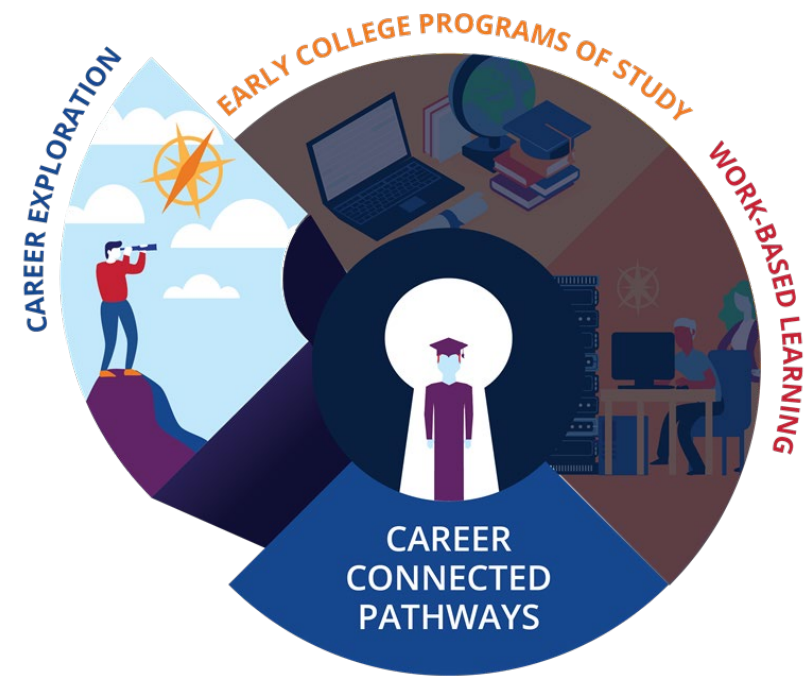 CAREER EXPLORATION
EARLY COLLEGE PROGRAMS OF STUDY
WORK-BASED LEARNING
CAREER
CONNECTED
PATHWAYS